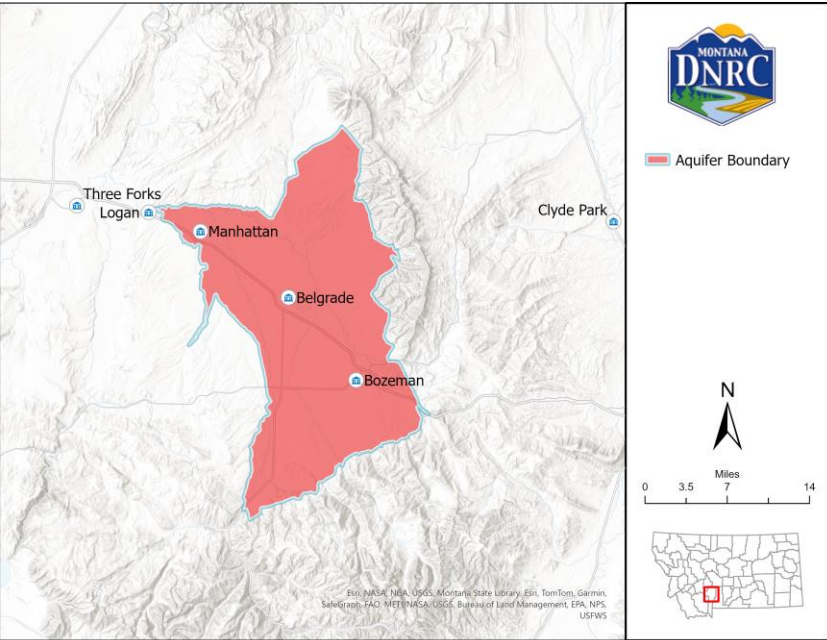 Three Forks
Logan
Manhattan
Belgrade
Bozeman
Clyde Park
Esri, NASA, NGA, USGS, Montana State Library, Esri, TomTom, Garmin,
SafeGraph, FAO, METI/NASA, USGS, Bureau of Land Management, EPA, NPS,
USFWS
MONTANA
DNRC
Aquifer Boundary
N
Miles
0 3.5 7 14